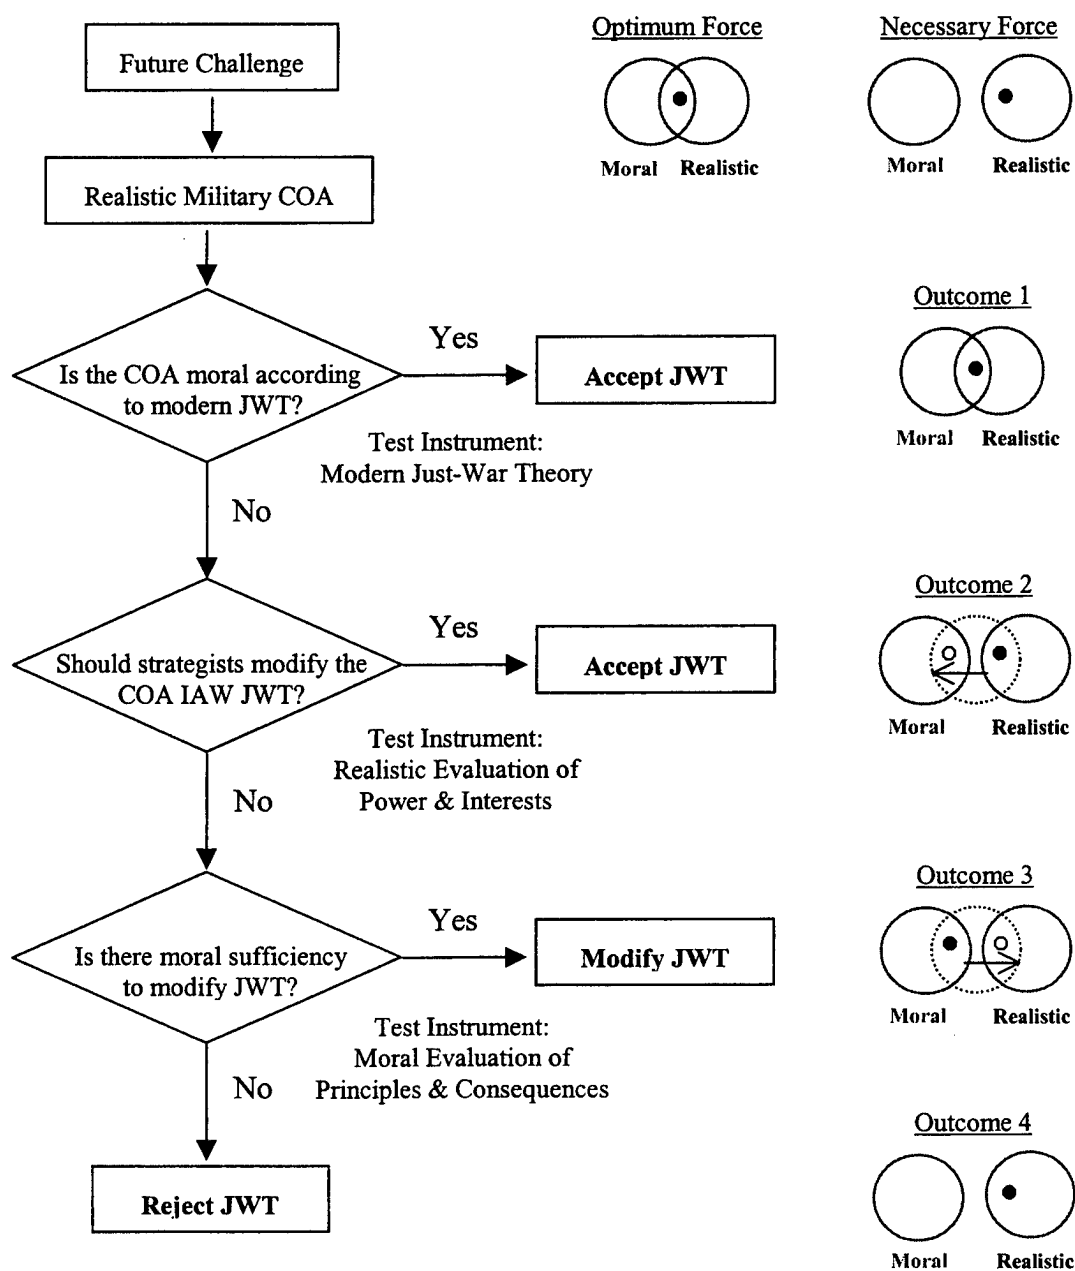 Optimum Force
Necessary Force
Future Challenge
Moral Realistic
Moral Realistic
Realistic Military COA
Outcome 1
Yes
Is the COA moral according
to modern JWT?
Accept JWT
Moral Realistic
Test Instrument:
Modern Just-War Theory
No
Outcome 2
Yes
Should strategists modify the
COA IAW JWT?
Accept JWT
Moral Realistic
Test Instrument:
Realistic Evaluation of
Power & Interests
No
Outcome 3
Yes
Is there moral sufficiency
to modify JWT?
Modify JWT
Moral Realistic
Test Instrument:
Moral Evaluation of
Principles & Consequences
No
Outcome 4
Reject JWT
Moral Realistic